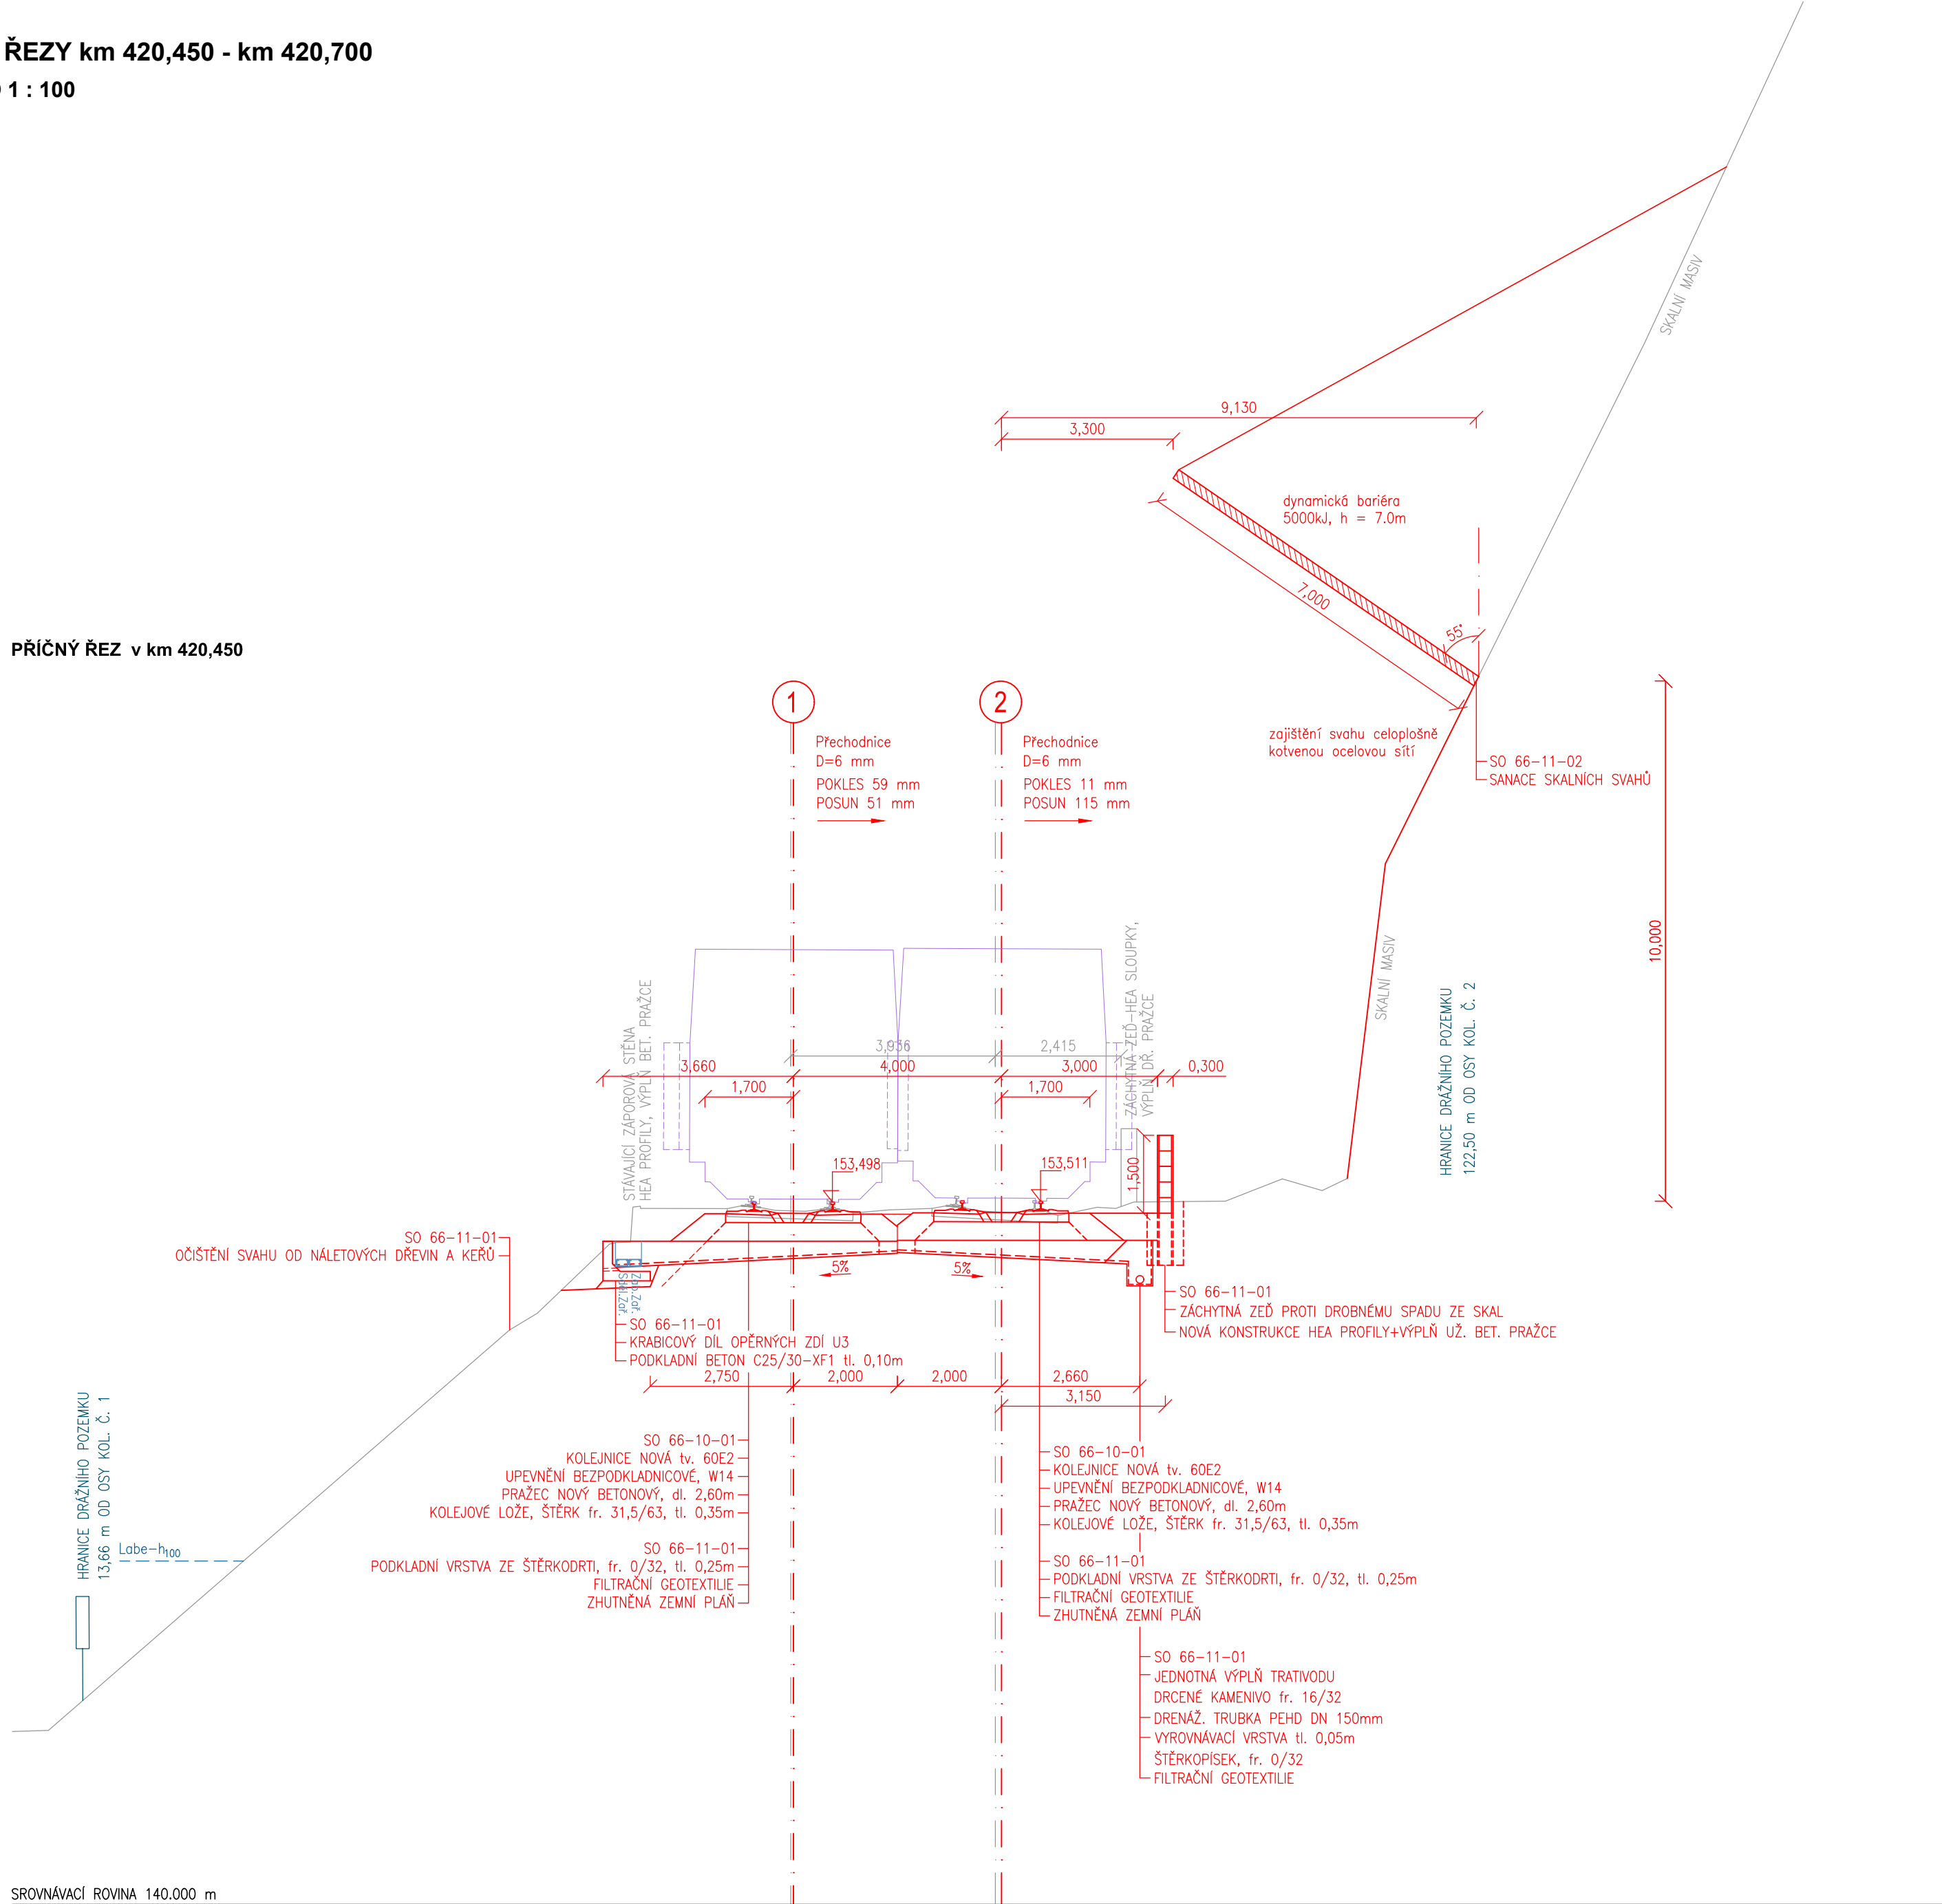 ŘEZY km 420,450 - km 420,700
1 : 100
PŘÍČNÝ ŘEZ v km 420,450
SKALNÍ MASIV
9,130
3,300
dynamická bariéra
5000kJ, h = 7.0m
7,000
55°
zajištění svahu celoplošně
kotvenou ocelovou sítí
SO 66-11-02
SANACE SKALNÍCH SVAHŮ
1
2
Přechodnice
D=6 mm
POKLES 59 mm
POSUN 51 mm
Přechodnice
D=6 mm
POKLES 11 mm
POSUN 115 mm
10,000
SKALNÍ MASIV
HRANICE DRÁŽNÍHO POZEMKU
122,50 m OD OSY KOL. Č. 2
STÁVAJÍCÍ ZÁPOROVÁ STĚNA
HEA PROFILY, VÝPLŇ BET. PRAŽCE
ZÁCHYTNÁ ZEĎ-HEA SLOUPKY,
VÝPLŇ DŘ. PRAŽCE
3,936
2,415
3,660
4,000
3,000
0,300
1,700
1,700
153,498
153,511
1,500
5%
5%
SO 66-11-01
OČIŠTĚNÍ SVAHU OD NÁLETOVÝCH DŘEVIN A KEŘŮ
Zab.Zař.
Sděl.Zař.
SO 66-11-01
KRABICOVÝ DÍL OPĚRNÝCH ZDÍ U3
PODKLADNÍ BETON C25/30-XF1 tl. 0,10m
SO 66-11-01
ZÁCHYTNÁ ZEĎ PROTI DROBNÉMU SPADU ZE SKAL
NOVÁ KONSTRUKCE HEA PROFILY+VÝPLŇ UŽ. BET. PRAŽCE
2,750
2,000
2,000
2,660
3,150
HRANICE DRÁŽNÍHO POZEMKU
13,66 m OD OSY KOL. Č. 1
Labe-h100
SO 66-10-01
KOLEJNICE NOVÁ tv. 60E2
UPEVNĚNÍ BEZPODKLADNICOVÉ, W14
PRAŽEC NOVÝ BETONOVÝ, dl. 2,60m
KOLEJOVÉ LOŽE, ŠTĚRK fr. 31,5/63, tl. 0,35m
SO 66-11-01
PODKLADNÍ VRSTVA ZE ŠTĚRKODRTI, fr. 0/32, tl. 0,25m
FILTRAČNÍ GEOTEXTILIE
ZHUTNĚNÁ ZEMNÍ PLÁŇ
SO 66-10-01
KOLEJNICE NOVÁ tv. 60E2
UPEVNĚNÍ BEZPODKLADNICOVÉ, W14
PRAŽEC NOVÝ BETONOVÝ, dl. 2,60m
KOLEJOVÉ LOŽE, ŠTĚRK fr. 31,5/63, tl. 0,35m
SO 66-11-01
PODKLADNÍ VRSTVA ZE ŠTĚRKODRTI, fr. 0/32, tl. 0,25m
FILTRAČNÍ GEOTEXTILIE
ZHUTNĚNÁ ZEMNÍ PLÁŇ
SO 66-11-01
JEDNOTNÁ VÝPLŇ TRATIVODU
DRCENÉ KAMENIVO fr. 16/32
DRENÁŽ. TRUBKA PEHD DN 150mm
VYROVNÁVACÍ VRSTVA tl. 0,05m
ŠTĚRKOPÍSEK, fr. 0/32
FILTRAČNÍ GEOTEXTILIE
SROVNÁVACÍ ROVINA 140.000 m